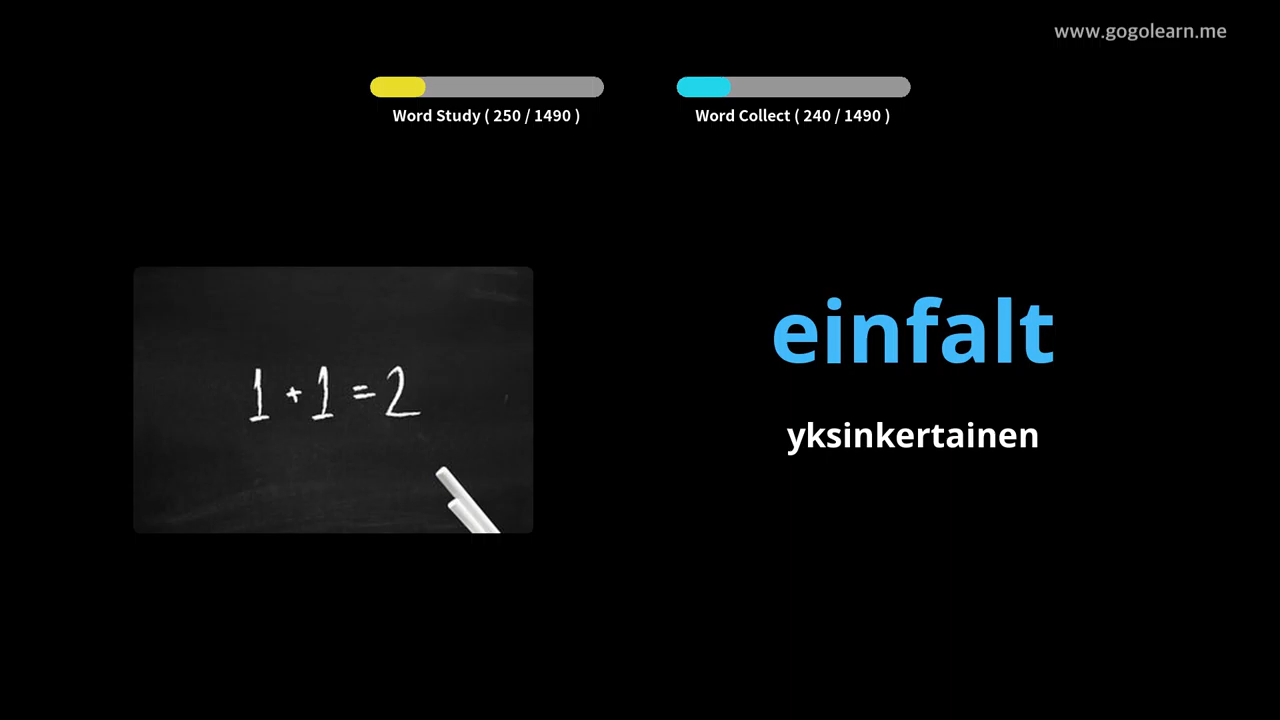 www.gogolearn.me
Word Study ( 250 / 1490 )
Word Collect ( 240 / 1490 )
1 + 1 = 2
einfalt
yksinkertainen